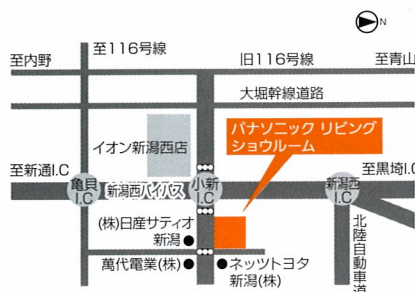 N
至116号線
至内野
旧116号線
至青山
大堀幹線道路
イオン新潟西店
パナソニック リビング
ショウルーム
至新通I.C
至黒埼I.C
亀貝
I.C
新潟西バイパス
小新
I.C
新潟西
I.C
(株)日産サティオ
新潟
萬代電業(株)
ネッツトヨタ
新潟(株)
北陸自動車道